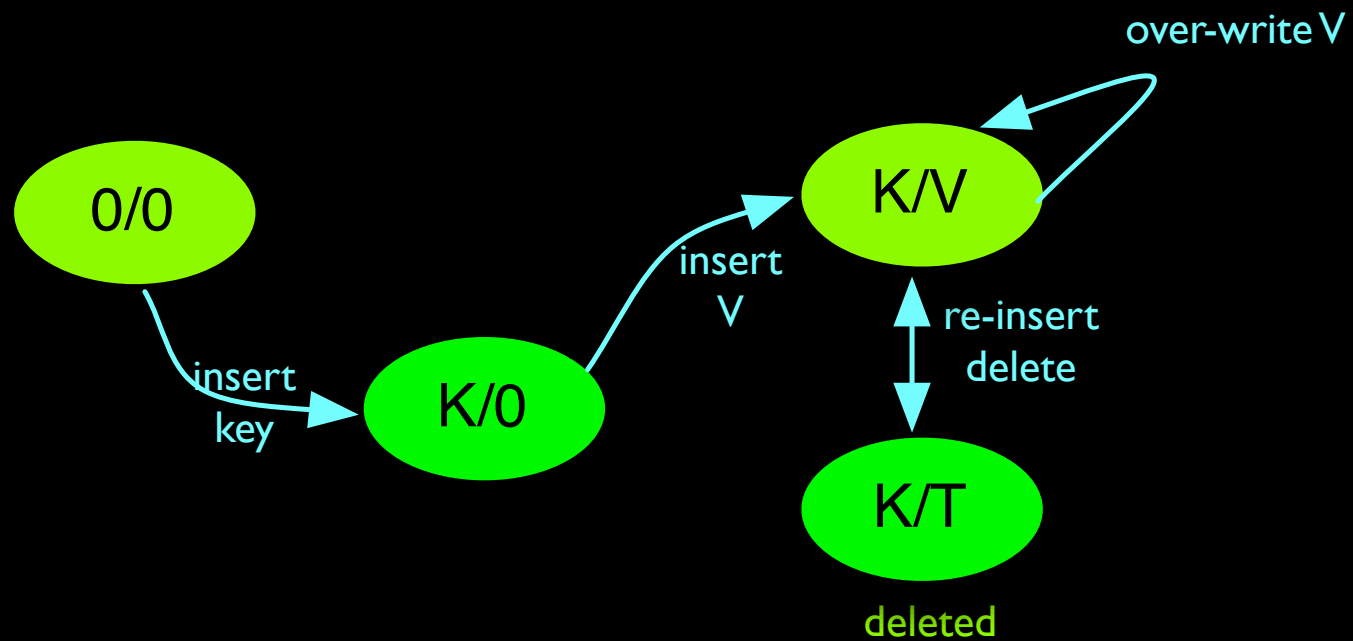 over-write V
K/V
0/0
insert
V
re-insert
delete
insert
key
K/0
K/T
deleted